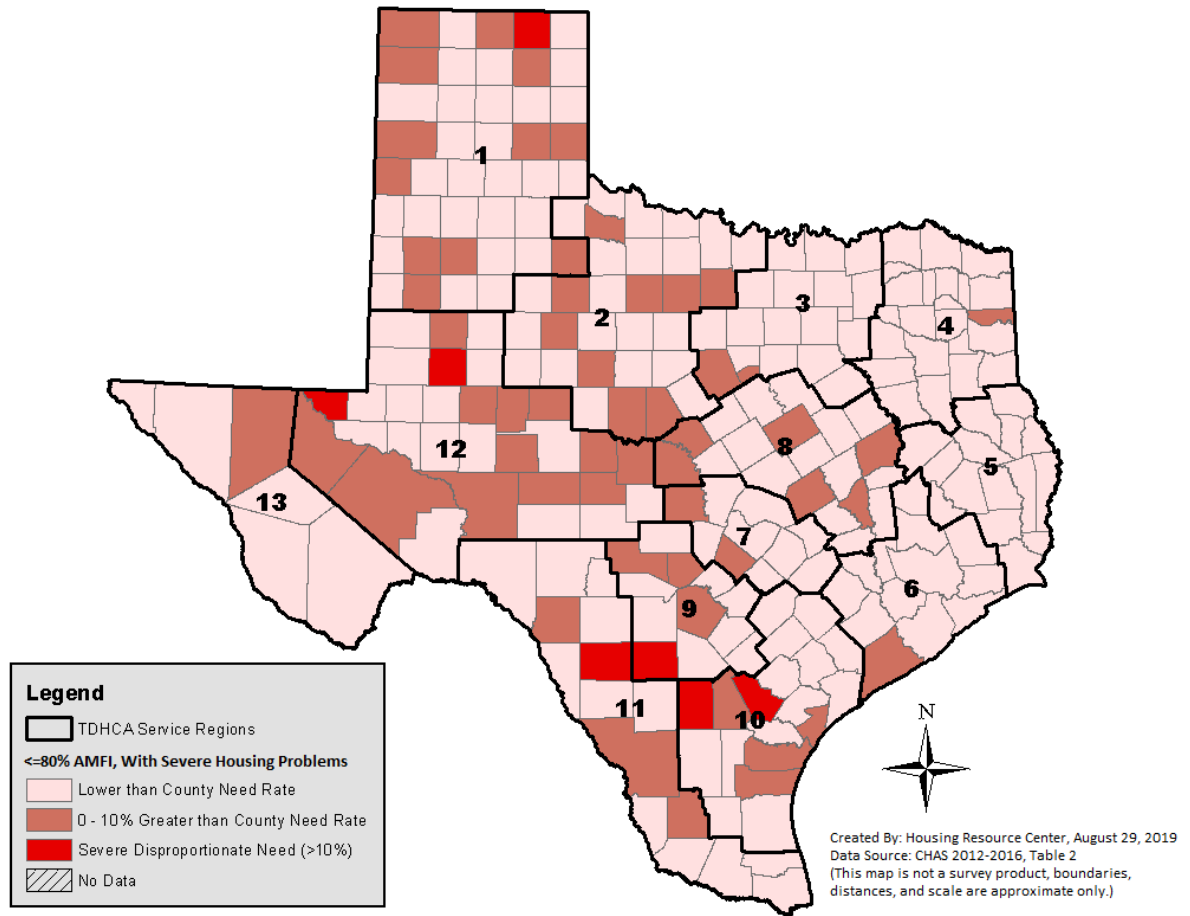 1
2
3
4
12
8
5
13
7
6
9
11
10
Legend
TDHCA Service Regions
<=80% AMFI, With Severe Housing Problems
Lower than County Need Rate
0 - 10% Greater than County Need Rate
Severe Disproportionate Need (>10%)
No Data
N
Created By: Housing Resource Center, August 29, 2019
Data Source: CHAS 2012-2016, Table 2
(This map is not a survey product, boundaries,
distances, and scale are approximate only.)